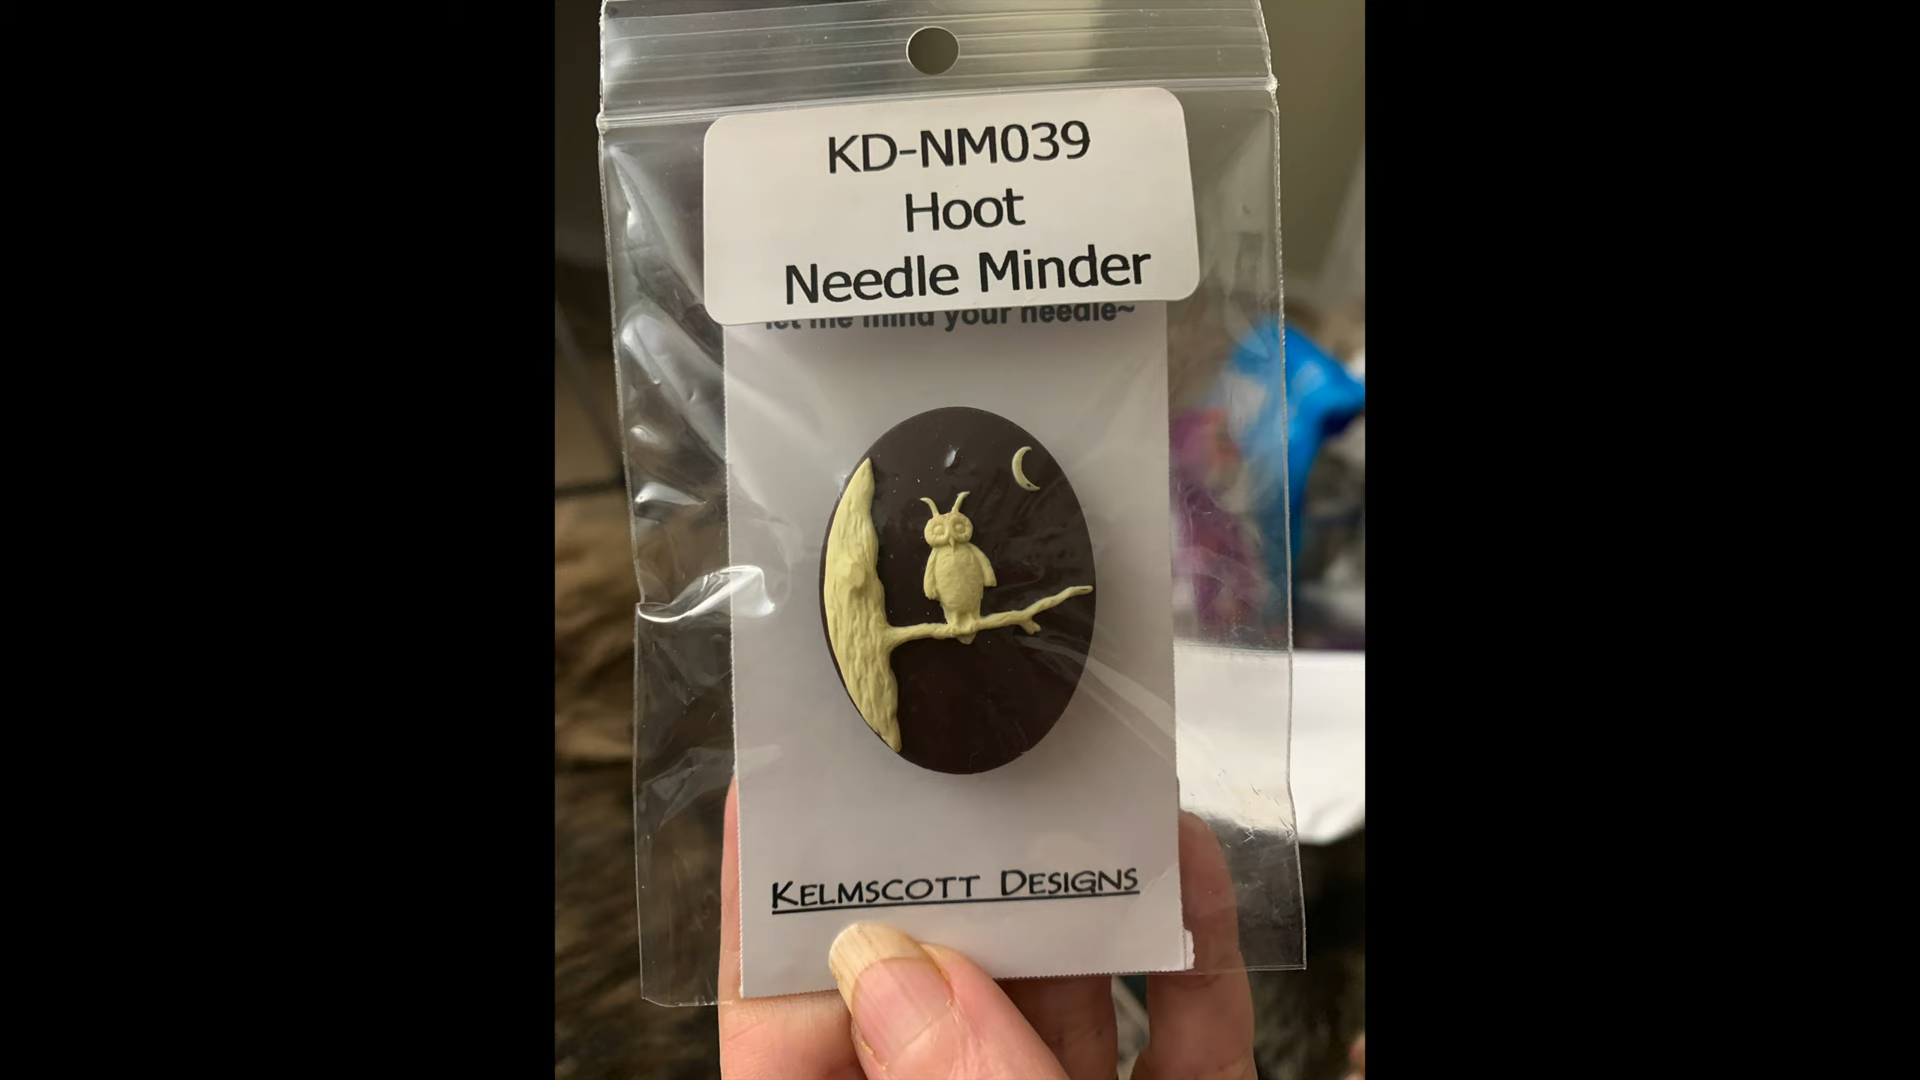 KD-NM039
Hoot
Needle Minder
let me mind your needle~
KELMSCOTT DESIGNS